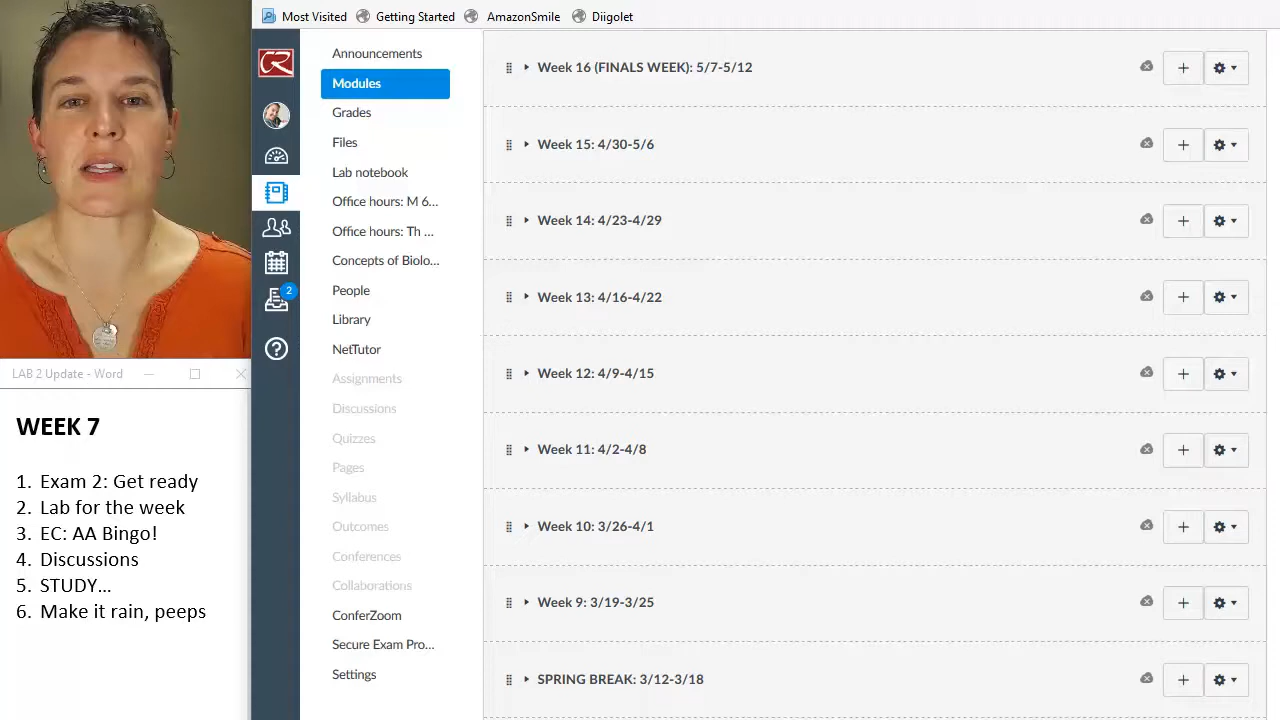 Most Visited
Getting Started
AmazonSmile
Diigolet
Announcements
Modules
Grades
Files
Lab notebook
Office hours: M 6...
Office hours: Th ...
Concepts of Biolo...
People
Library
NetTutor
Assignments
Discussions
Quizzes
Pages
Syllabus
Outcomes
Conferences
Collaborations
ConferZoom
Secure Exam Pro...
Settings
2
Week 16 (FINALS WEEK): 5/7-5/12
Week 15: 4/30-5/6
Week 14: 4/23-4/29
Week 13: 4/16-4/22
Week 12: 4/9-4/15
Week 11: 4/2-4/8
Week 10: 3/26-4/1
Week 9: 3/19-3/25
SPRING BREAK: 3/12-3/18
LAB 2 Update - Word
WEEK 7
1. Exam 2: Get ready
2. Lab for the week
3. EC: AA Bingo!
4. Discussions
5. STUDY...
6. Make it rain, peeps